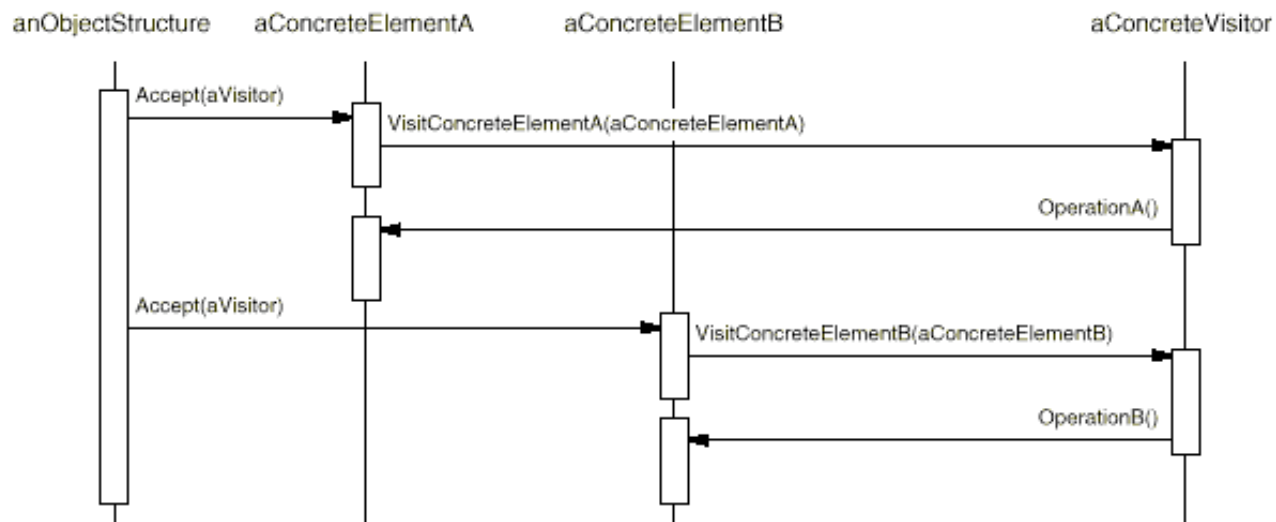 anObjectStructure
aConcreteElementA
aConcreteElementB
aConcreteVisitor
Accept(aVisitor)
VisitConcreteElementA(aConcreteElementA)
OperationA()
Accept(aVisitor)
VisitConcreteElementB(aConcreteElementB)
OperationB()